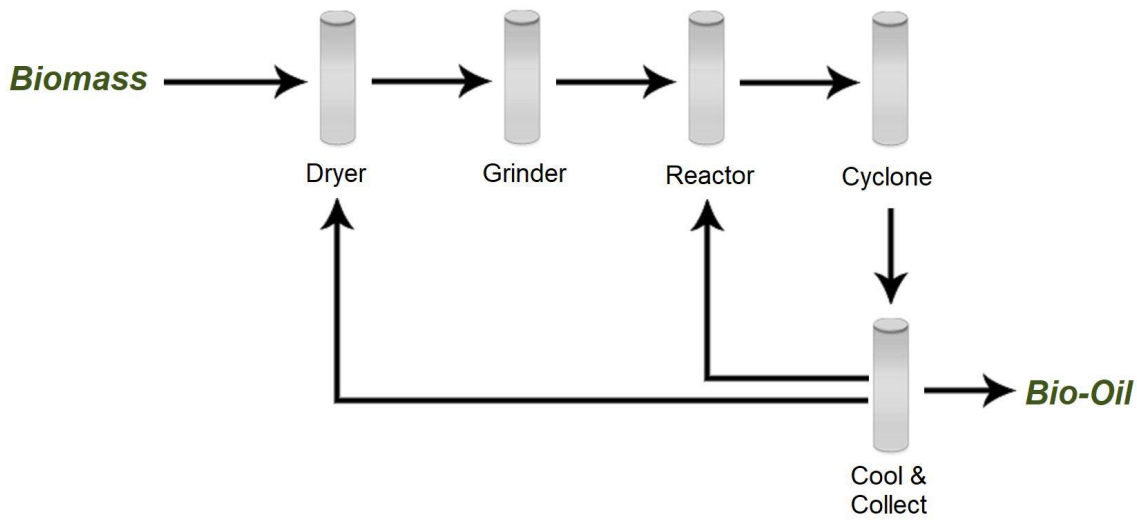 Biomass
Dryer
Grinder
Reactor
Cyclone
Bio-Oil
Cool &
Collect